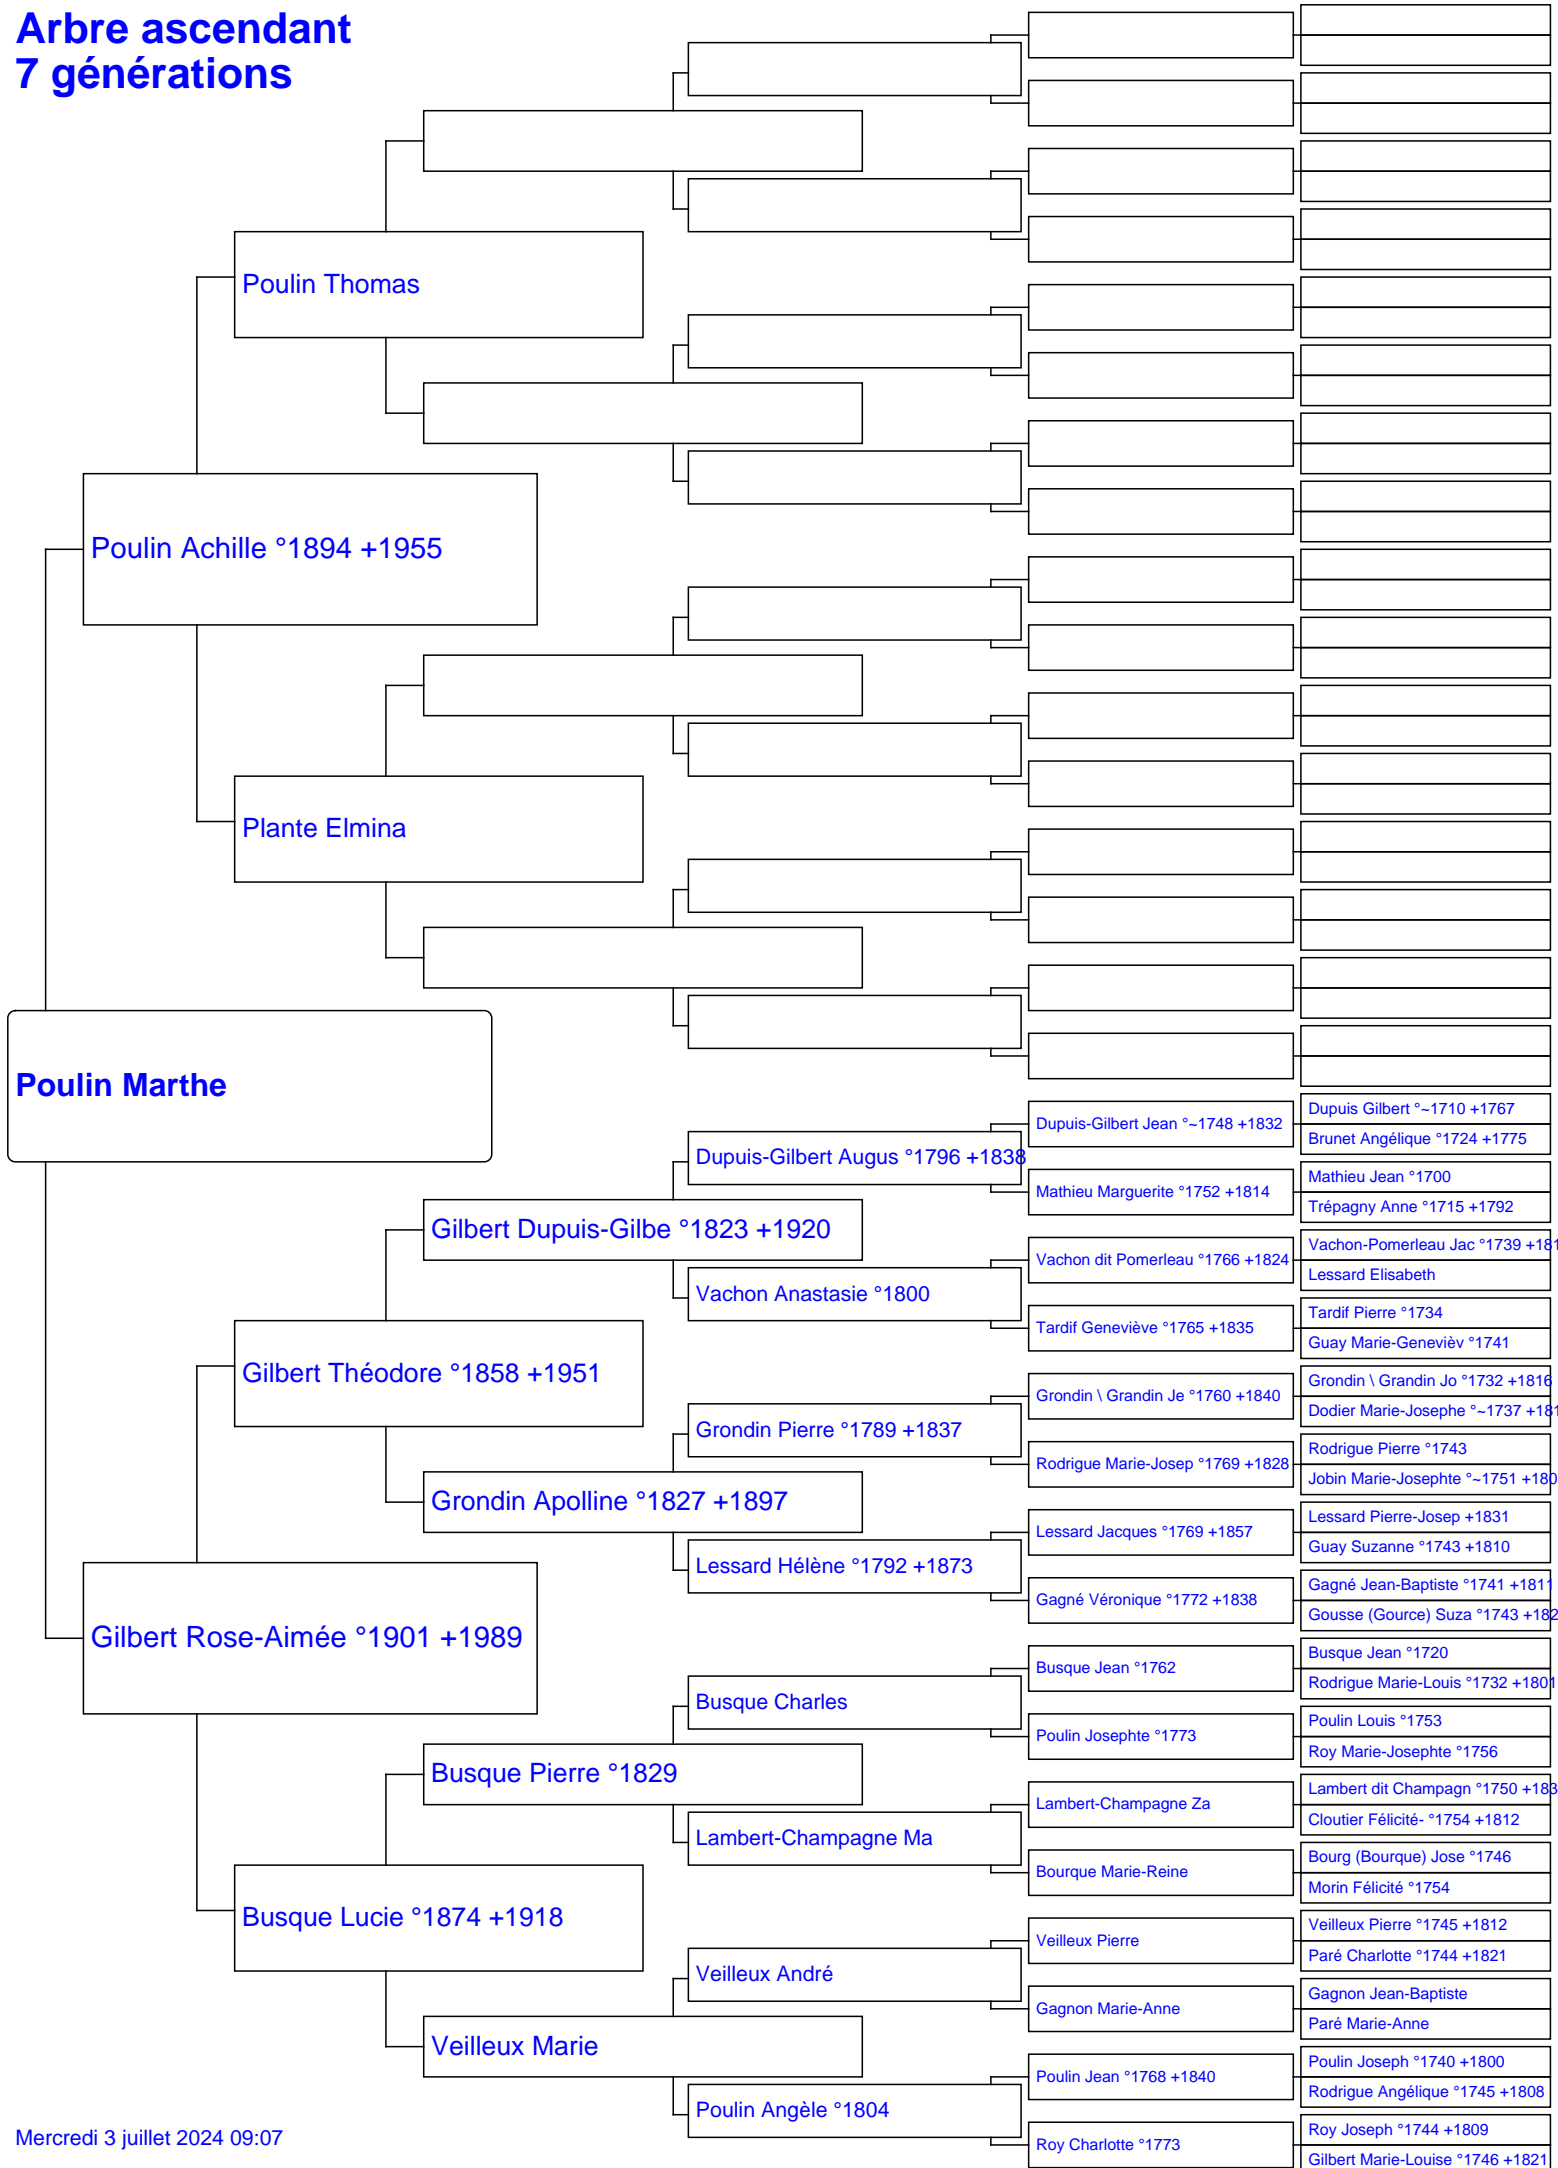 Arbre ascendant
7 générations
Poulin Thomas
Poulin Achille °1894 +1955
Plante Elmina
Poulin Marthe
Dupuis Gilbert °~1710 +1767
Dupuis-Gilbert Jean °~1748 +1832
Brunet Angélique °1724 +1775
Dupuis-Gilbert Augus °1796 +1838
Mathieu Jean °1700
Mathieu Marguerite °1752 +1814
Trépagny Anne °1715 +1792
Gilbert Dupuis-Gilbe °1823 +1920
Vachon-Pomerleau Jac °1739 +181
Vachon dit Pomerleau °1766 +1824
Lessard Elisabeth
Vachon Anastasie °1800
Tardif Pierre °1734
Tardif Geneviève °1765 +1835
Guay Marie-Genevièv °1741
Gilbert Théodore °1858 +1951
Grondin \ Grandin Jo °1732 +1816
Grondin \ Grandin Je °1760 +1840
Dodier Marie-Josephe °~1737 +181
Grondin Pierre °1789 +1837
Rodrigue Pierre °1743
Rodrigue Marie-Josep °1769 +1828
Jobin Marie-Josephte °~1751 +180
Grondin Apolline °1827 +1897
Lessard Pierre-Josep +1831
Lessard Jacques °1769 +1857
Guay Suzanne °1743 +1810
Lessard Hélène °1792 +1873
Gagné Jean-Baptiste °1741 +1811
Gagné Véronique °1772 +1838
Gousse (Gource) Suza °1743 +182
Gilbert Rose-Aimée °1901 +1989
Busque Jean °1720
Busque Jean °1762
Rodrigue Marie-Louis °1732 +1801
Busque Charles
Poulin Louis °1753
Poulin Josephte °1773
Roy Marie-Josephte °1756
Busque Pierre °1829
Lambert dit Champagn °1750 +183
Lambert-Champagne Za
Cloutier Félicité- °1754 +1812
Lambert-Champagne Ma
Bourg (Bourque) Jose °1746
Bourque Marie-Reine
Morin Félicité °1754
Busque Lucie °1874 +1918
Veilleux Pierre °1745 +1812
Veilleux Pierre
Paré Charlotte °1744 +1821
Veilleux André
Gagnon Jean-Baptiste
Gagnon Marie-Anne
Paré Marie-Anne
Veilleux Marie
Poulin Joseph °1740 +1800
Poulin Jean °1768 +1840
Rodrigue Angélique °1745 +1808
Poulin Angèle °1804
Roy Joseph °1744 +1809
Roy Charlotte °1773
Gilbert Marie-Louise °1746 +1821
Mercredi 3 juillet 2024 09:07